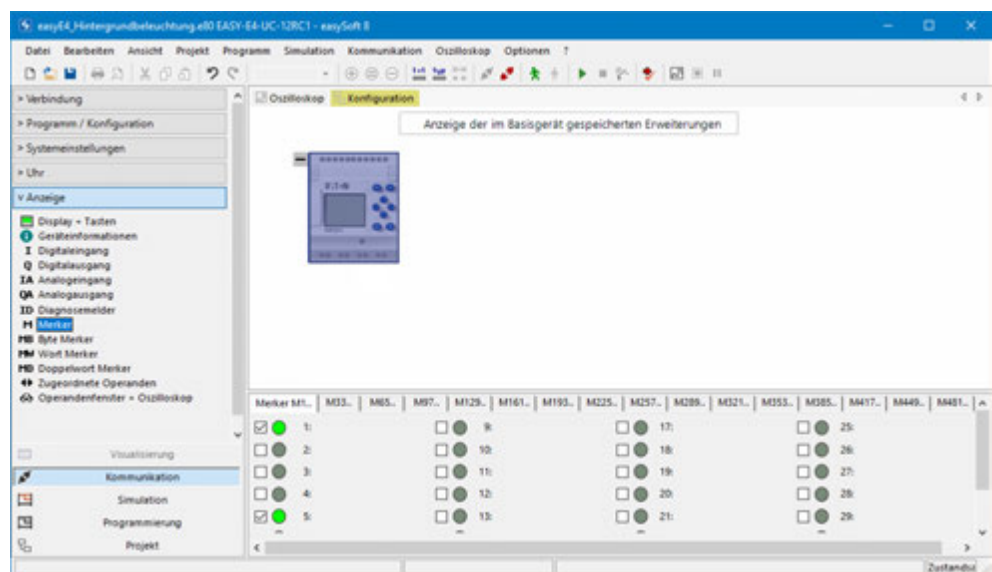 easyE4_Hintergrundbeleuchtung.e80 EASY-E4-UC-12RC1 - easySoft 8
Datei Bearbeiten Ansicht Projekt Programm Simulation Kommunikation Oszilloskop Optionen ?
> Verbindung
> Programm / Konfiguration
> Systemeinstellungen
> Uhr
v Anzeige
Display + Tasten
Geräteinformationen
I Digitaleingang
Q Digitalausgang
IA Analogeingang
QA Analogausgang
ID Diagnosemelder
M Merker
MB Byte Merker
MW Wort Merker
MD Doppelwort Merker
Zugeordnete Operanden
Operandenfenster + Oszilloskop
Visualisierung
Kommunikation
Simulation
Programmierung
Projekt
Oszilloskop Konfiguration
Anzeige der im Basisgerät gespeicherten Erweiterungen
Merker M1... M33... M65... M97... M129... M161... M193... M225... M257... M289... M321... M353... M385... M417... M449... M481...
1: 9: 17: 25:
2: 10: 18: 26:
3: 11: 19: 27:
4: 12: 20: 28:
5: 13: 21: 29: